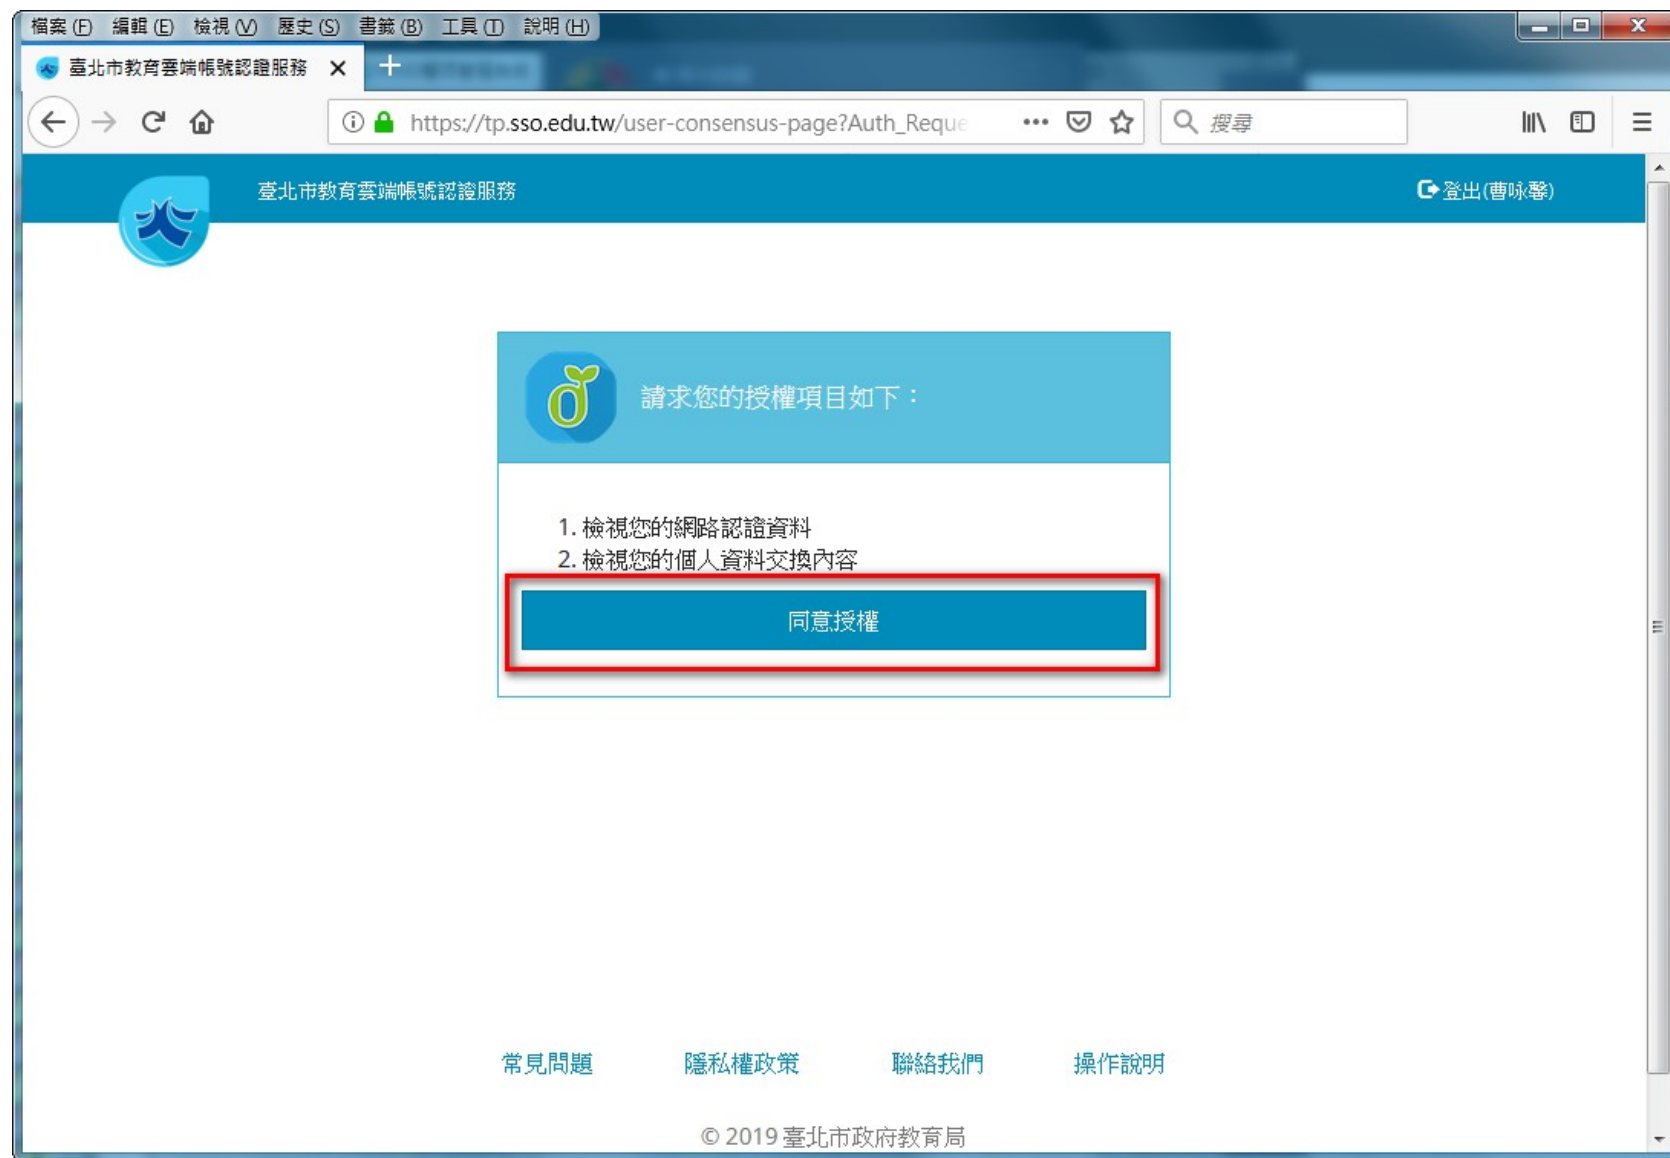 檔案(F) 編輯(E) 檢視(V) 歷史(S) 書籤(B) 工具(T) 說明(H)
臺北市教育雲端帳號認證服務
https://tp.sso.edu.tw/user-consensus-page?Auth_Reque
搜尋
臺北市教育雲端帳號認證服務
登出(曹咏馨)
請求您的授權項目如下：
1. 檢視您的網路認證資料
2. 檢視您的個人資料交換內容
同意授權
常見問題 隱私權政策 聯絡我們 操作說明
© 2019 臺北市政府教育局